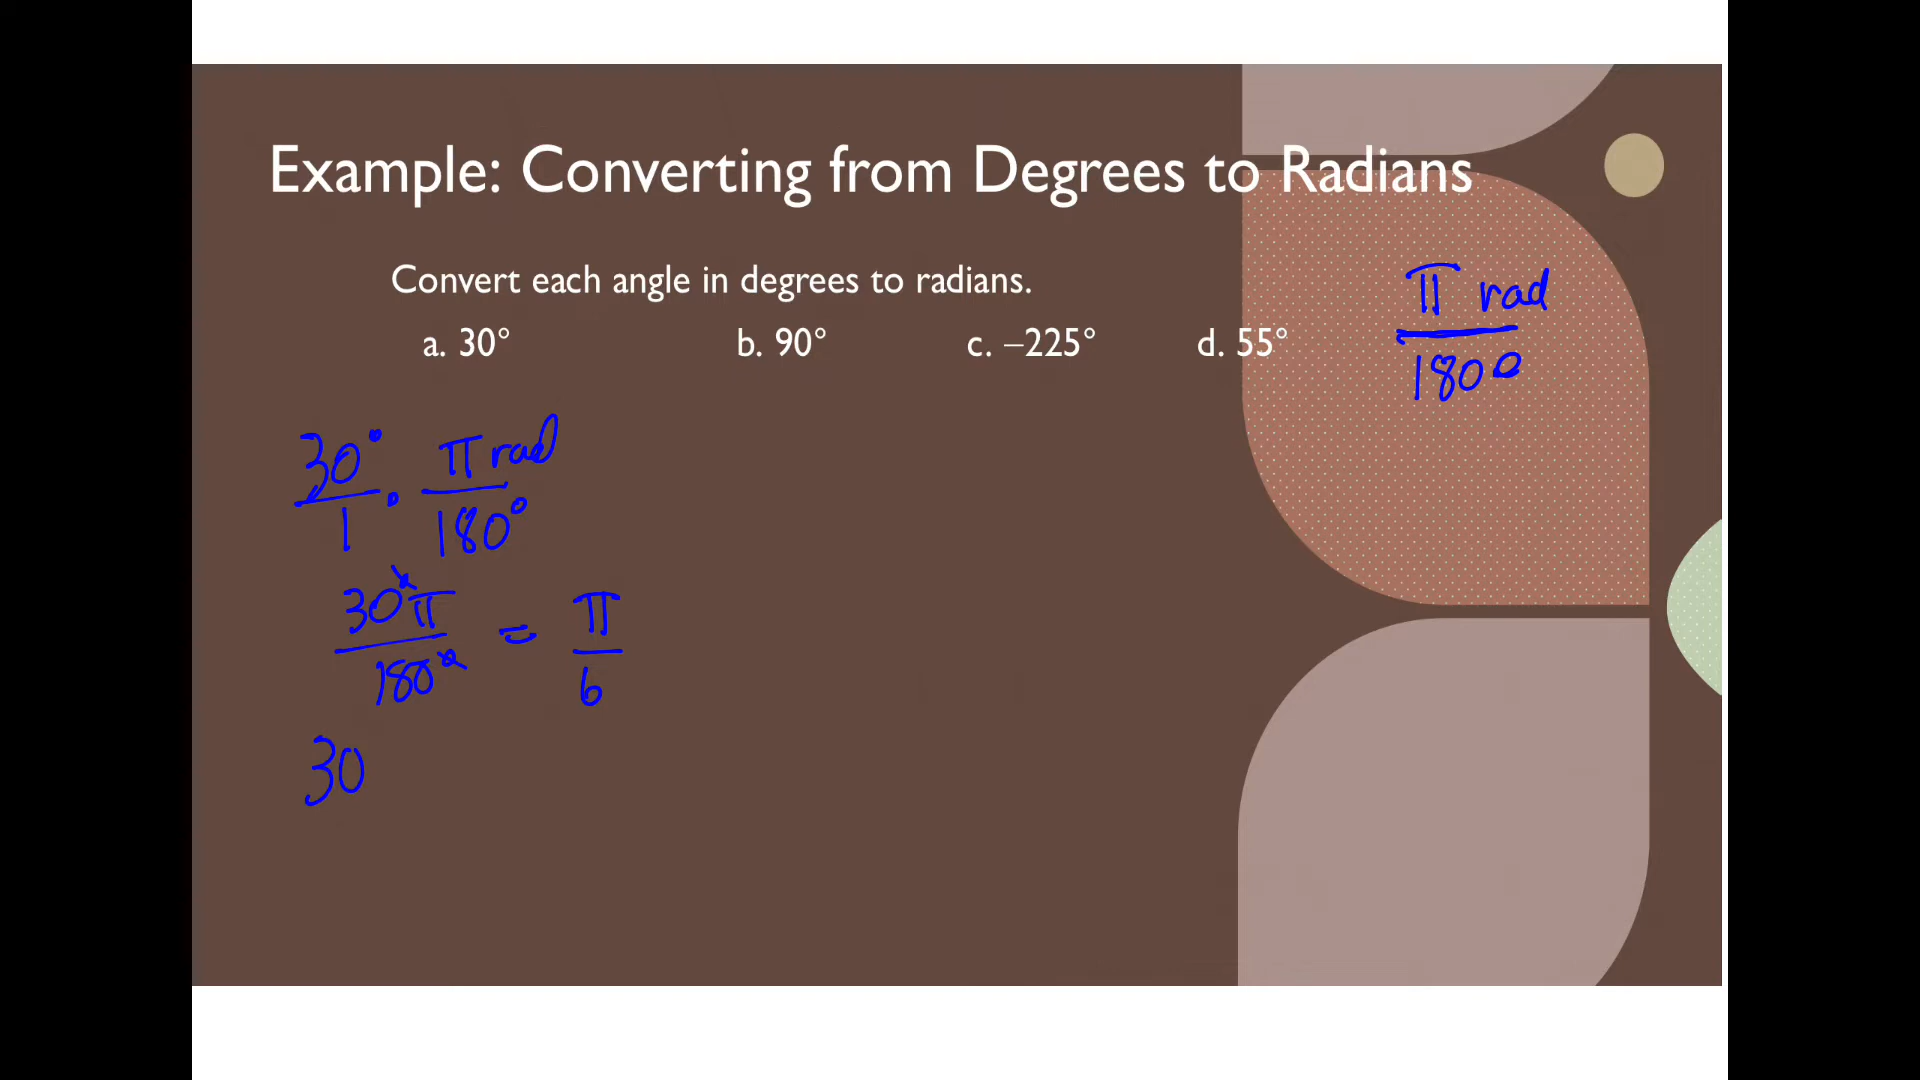 Example: Converting from Degrees to Radians
Convert each angle in degrees to radians.
a. 30° b. 90° c. –225° d. 55°
π rad
180°
30° · π rad
1 180°
30°π = π
180° 6
30